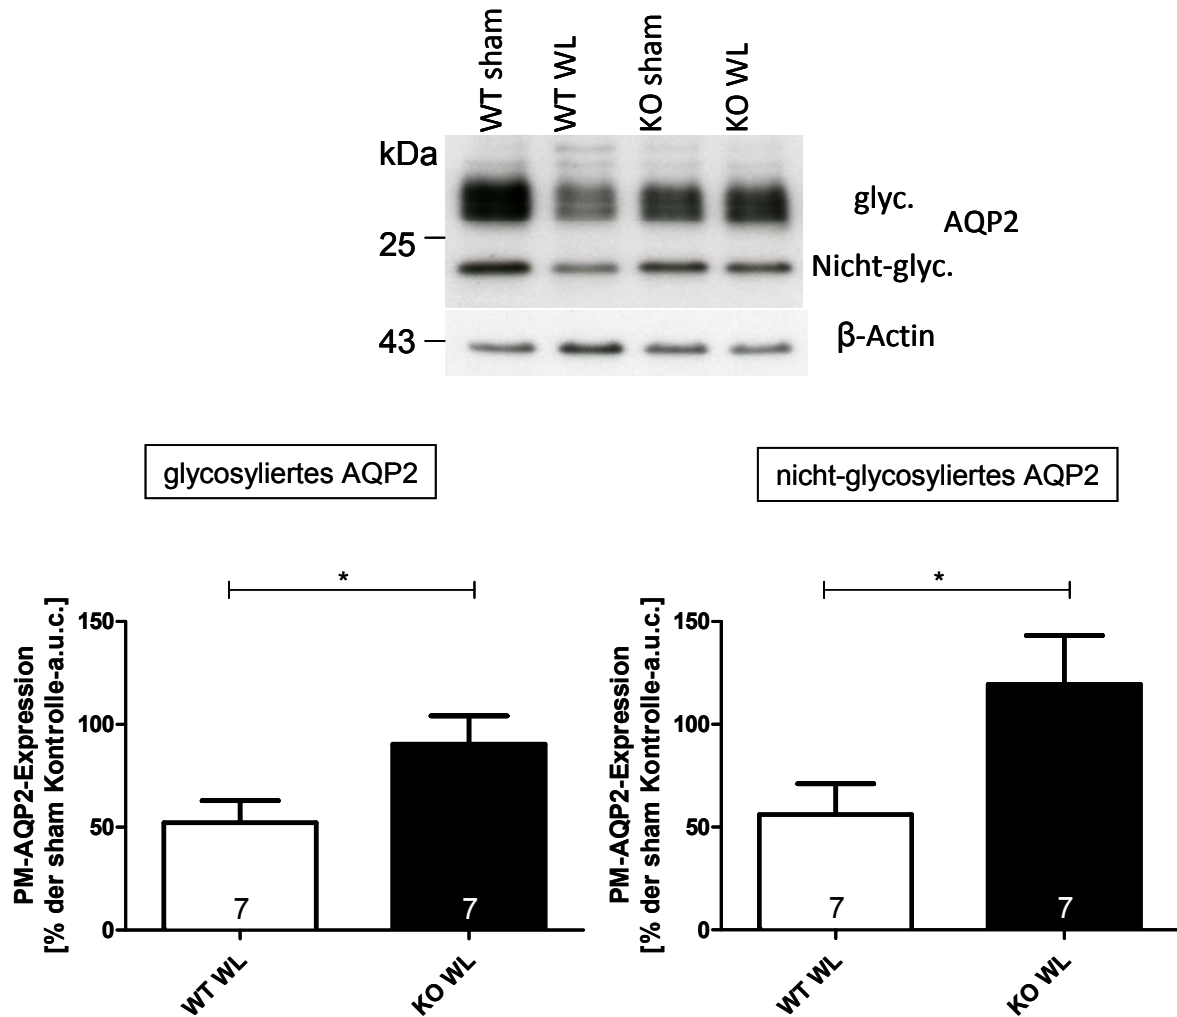 WT sham
WT WL
KO sham
KO WL
kDa
glyc.
AQP2
25
Nicht-glyc.
43
β-Actin
glycosyliertes AQP2
nicht-glycosyliertes AQP2
*
*
PM-AQP2-Expression
[% der sham Kontrolle-a.u.c.]
150
100
50
0
7
7
WT WL
KO WL
PM-AQP2-Expression
[% der sham Kontrolle-a.u.c.]
150
100
50
0
7
7
WT WL
KO WL